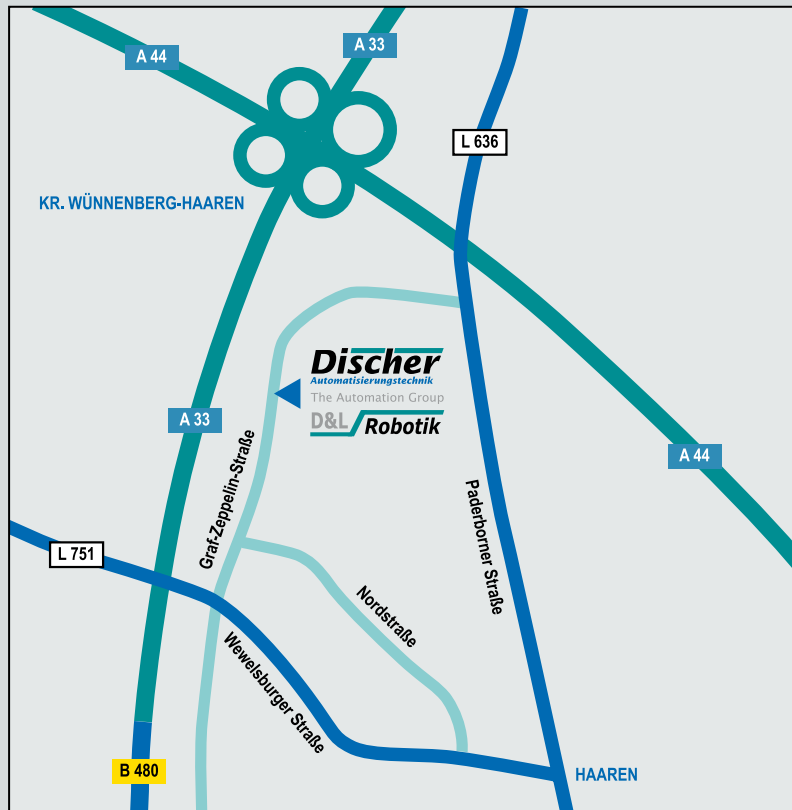 A 44
A 33
L 636
KR. WÜNNENBERG-HAAREN
Discher
Automatisierungstechnik
The Automation Group
D&L Robotik
A 33
A 44
Graf-Zeppelin-Straße
Paderborner Straße
L 751
Nordstraße
Wewelsburger Straße
B 480
HAAREN